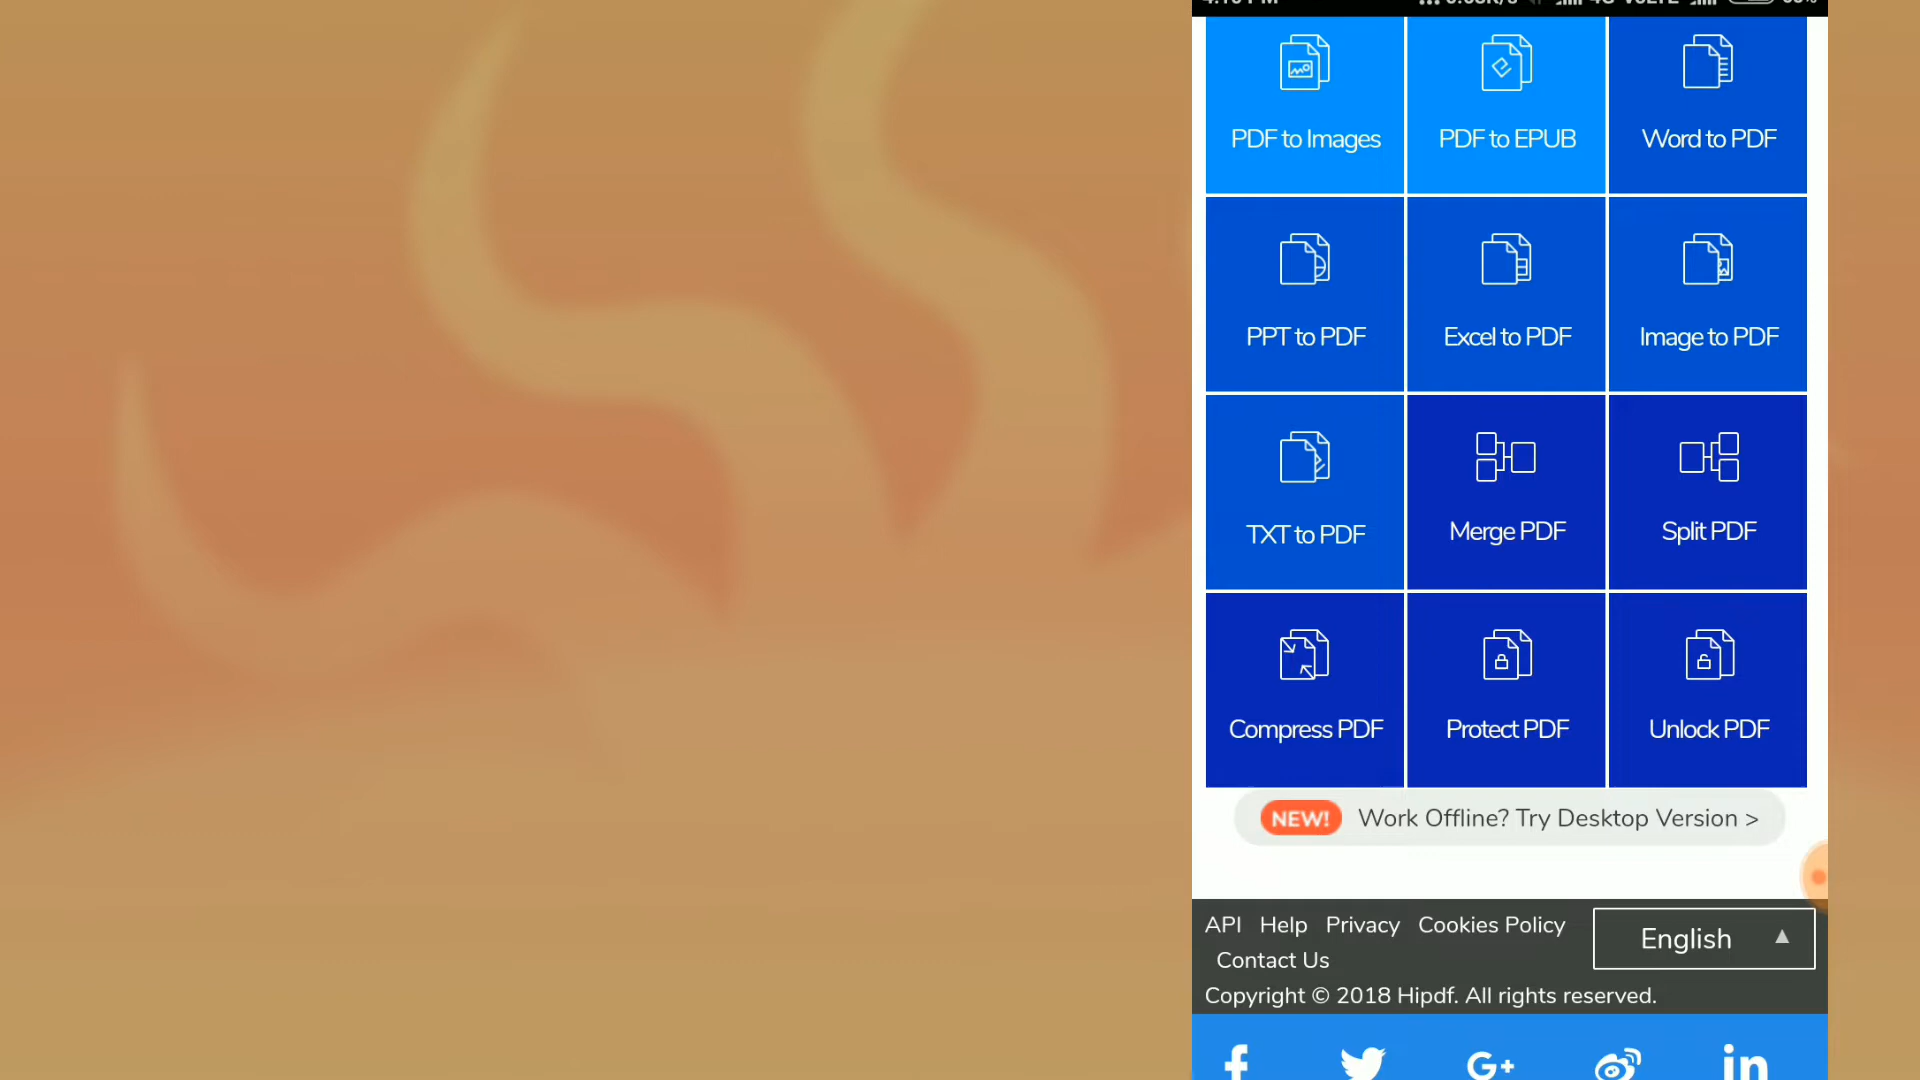 PDF to Images PDF to EPUB Word to PDF
PPT to PDF Excel to PDF Image to PDF
TXT to PDF Merge PDF Split PDF
Compress PDF Protect PDF Unlock PDF
NEW! Work Offline? Try Desktop Version >
API Help Privacy Cookies Policy
English
Contact Us
Copyright © 2018 Hipdf. All rights reserved.